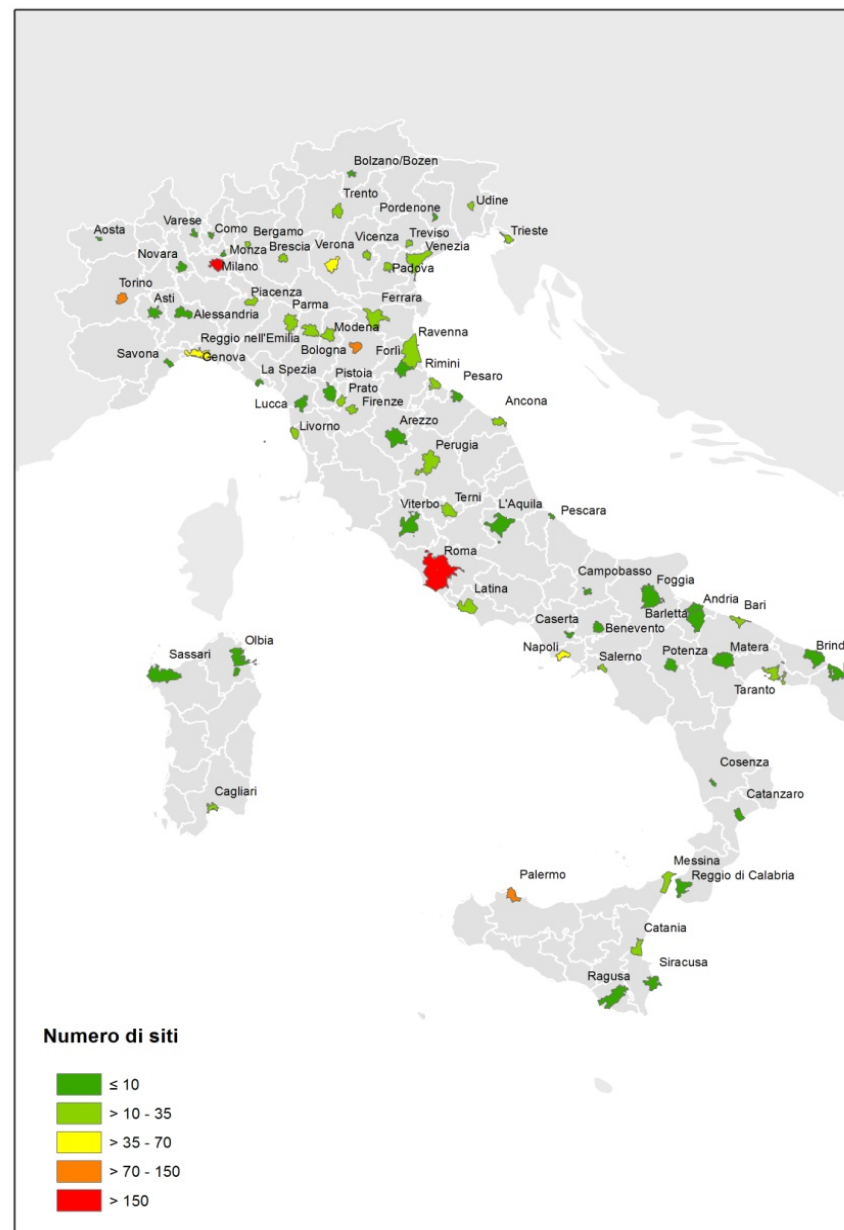 Bolzano/Bozen
Trento
Udine
Pordenone
Aosta
Varese
Como
Bergamo
Vicenza
Treviso
Trieste
Novara
Monza
Brescia
Verona
Venezia
Milano
Padova
Torino
Asti
Piacenza
Ferrara
Alessandria
Parma
Modena
Ravenna
Reggio nell'Emilia
Bologna
Forlì
Savona
Genova
Rimini
La Spezia
Pistoia
Pesaro
Prato
Lucca
Firenze
Ancona
Livorno
Arezzo
Perugia
Viterbo
Terni
L'Aquila
Pescara
Roma
Campobasso
Foggia
Latina
Andria
Caserta
Barletta
Bari
Benevento
Olbia
Sassari
Napoli
Salerno
Potenza
Matera
Brind
Taranto
Cosenza
Cagliari
Catanzaro
Messina
Palermo
Reggio di Calabria
Catania
Siracusa
Ragusa
Numero di siti
≤ 10
> 10 - 35
> 35 - 70
> 70 - 150
> 150